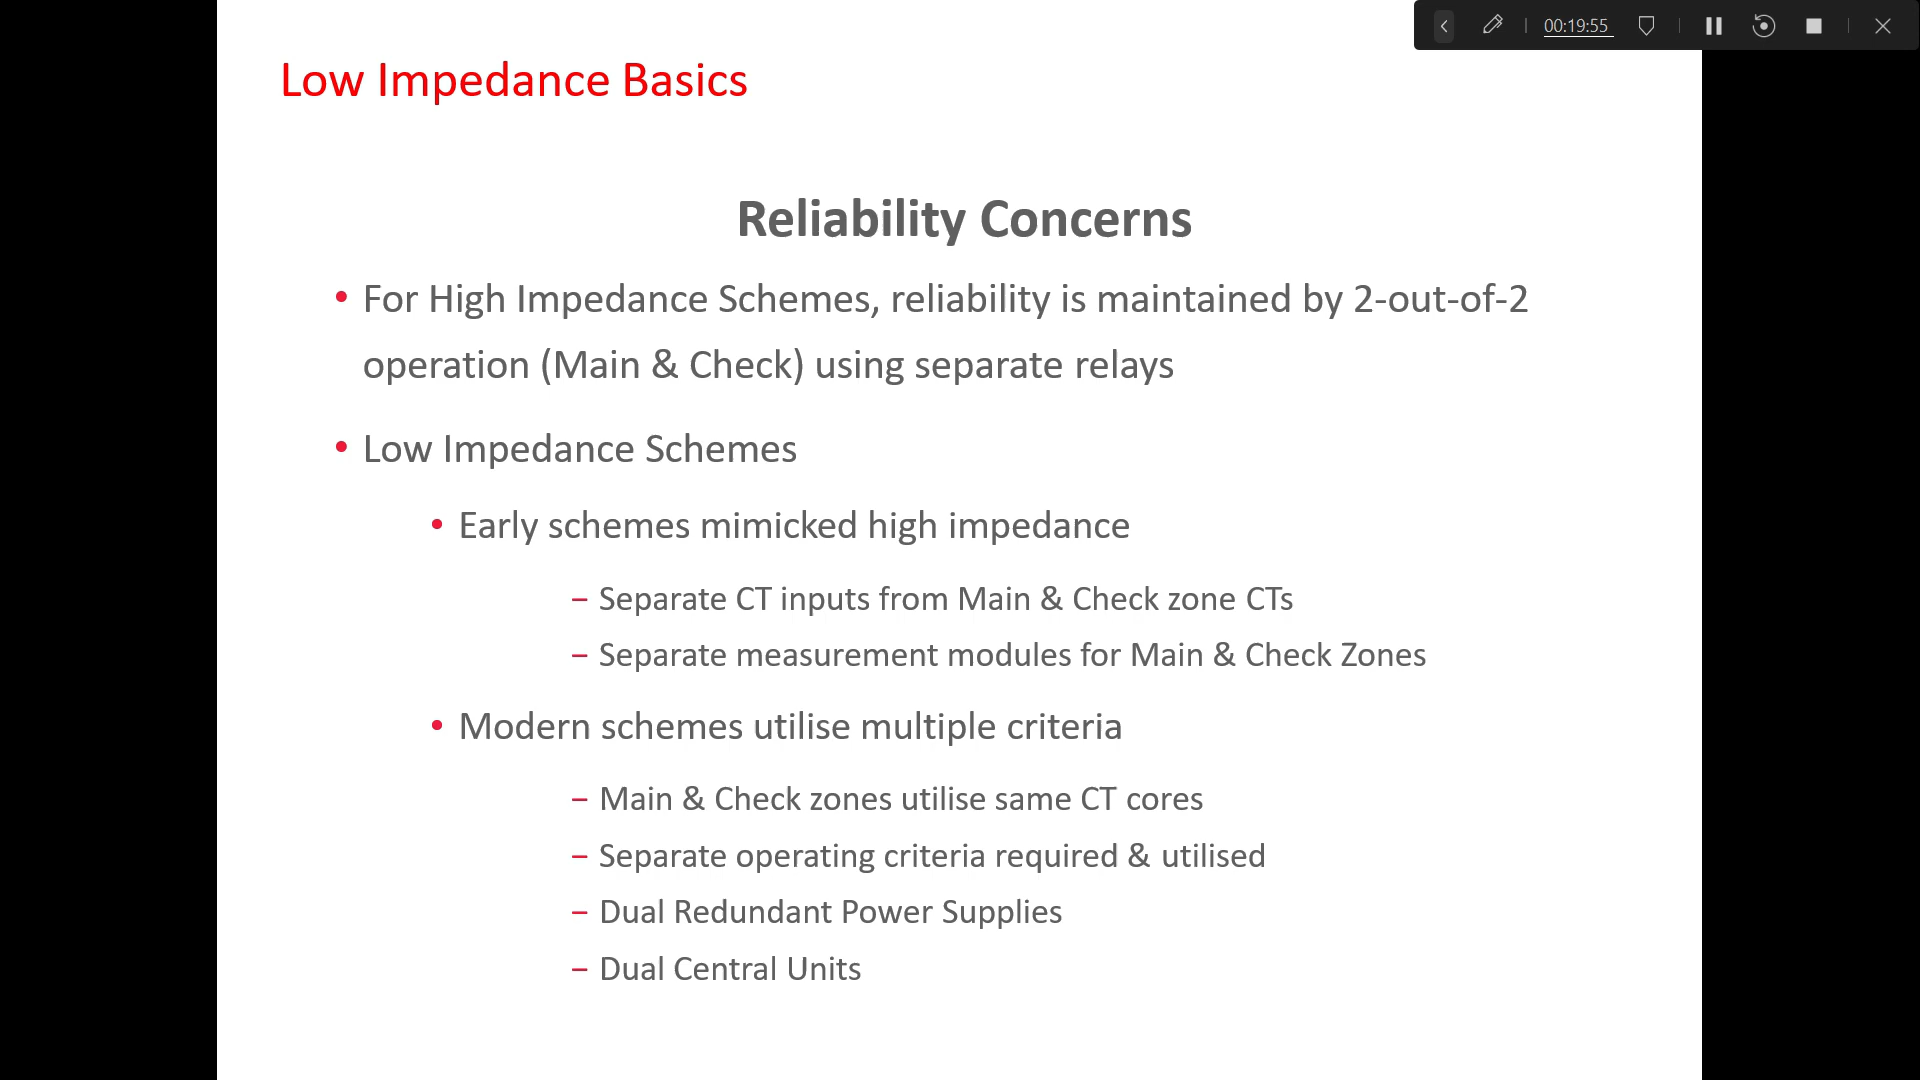 00:19:55
Low Impedance Basics
Reliability Concerns
• For High Impedance Schemes, reliability is maintained by 2-out-of-2
operation (Main & Check) using separate relays
• Low Impedance Schemes
• Early schemes mimicked high impedance
– Separate CT inputs from Main & Check zone CTs
– Separate measurement modules for Main & Check Zones
• Modern schemes utilise multiple criteria
– Main & Check zones utilise same CT cores
– Separate operating criteria required & utilised
– Dual Redundant Power Supplies
– Dual Central Units